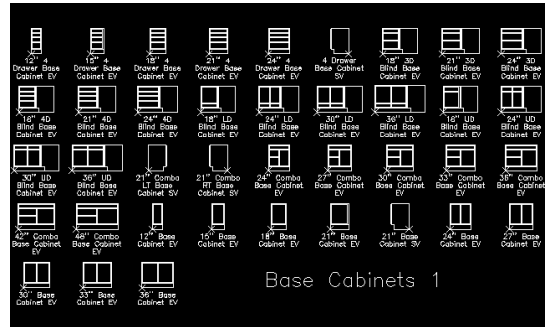 12" 4 Drawer Base Cabinet EV
15" 4 Drawer Base Cabinet EV
18" 4 Drawer Base Cabinet EV
21" 4 Drawer Base Cabinet EV
24" 4 Drawer Base Cabinet EV
4 Drawer Base Cabinet SV
18" 3D Blind Base Cabinet EV
21" 3D Blind Base Cabinet EV
24" 3D Blind Base Cabinet EV
18" 4D Blind Base Cabinet EV
21" 4D Blind Base Cabinet EV
24" 4D Blind Base Cabinet EV
18" LD Blind Base Cabinet EV
24" LD Blind Base Cabinet EV
30" LD Blind Base Cabinet EV
36" LD Blind Base Cabinet EV
18" UD Blind Base Cabinet EV
24" UD Blind Base Cabinet EV
30" UD Blind Base Cabinet EV
36" UD Blind Base Cabinet EV
21" Combo LT Base Cabinet SV
21" Combo RT Base Cabinet SV
24" Combo Base Cabinet EV
27" Combo Base Cabinet EV
30" Combo Base Cabinet EV
33" Combo Base Cabinet EV
36" Combo Base Cabinet EV
42" Combo Base Cabinet EV
48" Combo Base Cabinet EV
12" Base Cabinet EV
15" Base Cabinet EV
18" Base Cabinet EV
21" Base Cabinet EV
21" Base Cabinet SV
24" Base Cabinet EV
27" Base Cabinet EV
30" Base Cabinet EV
33" Base Cabinet EV
36" Base Cabinet EV
Base Cabinets 1